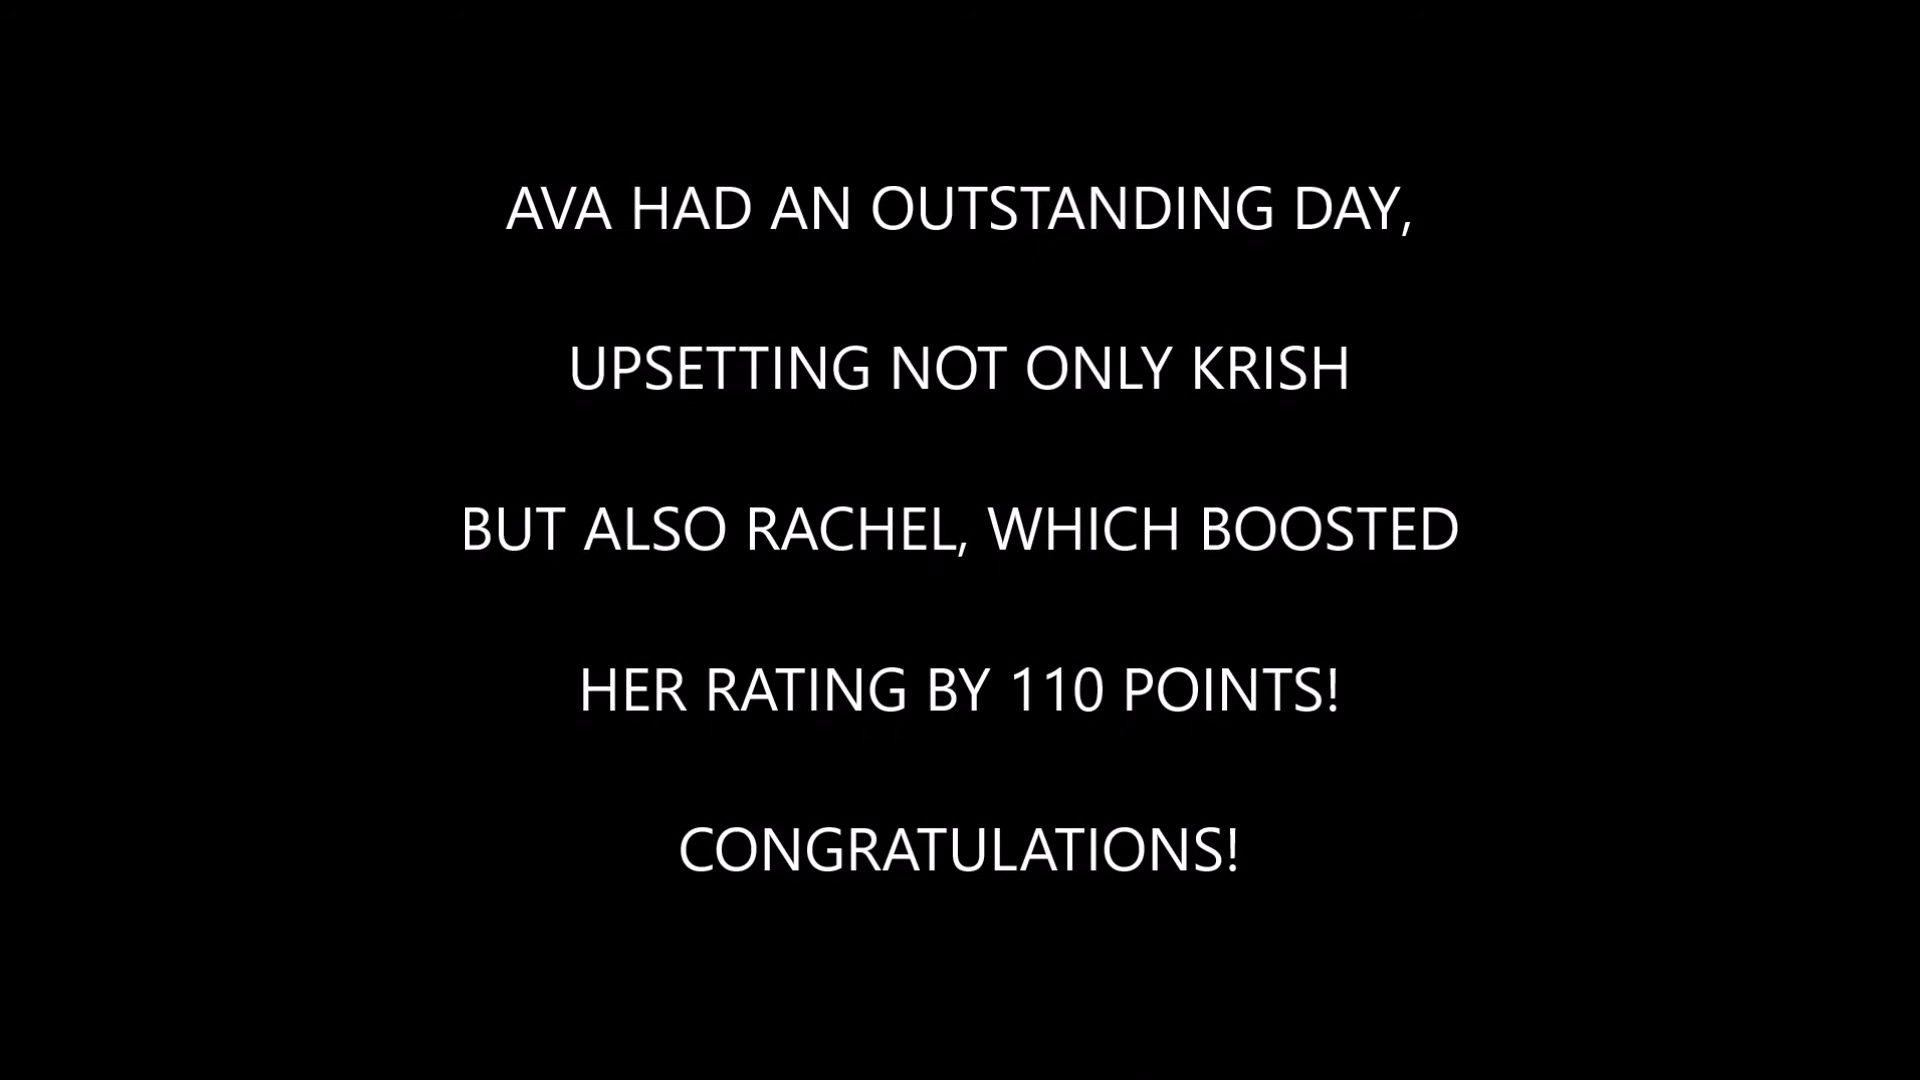 AVA HAD AN OUTSTANDING DAY,
UPSETTING NOT ONLY KRISH
BUT ALSO RACHEL, WHICH BOOSTED
HER RATING BY 110 POINTS!
CONGRATULATIONS!